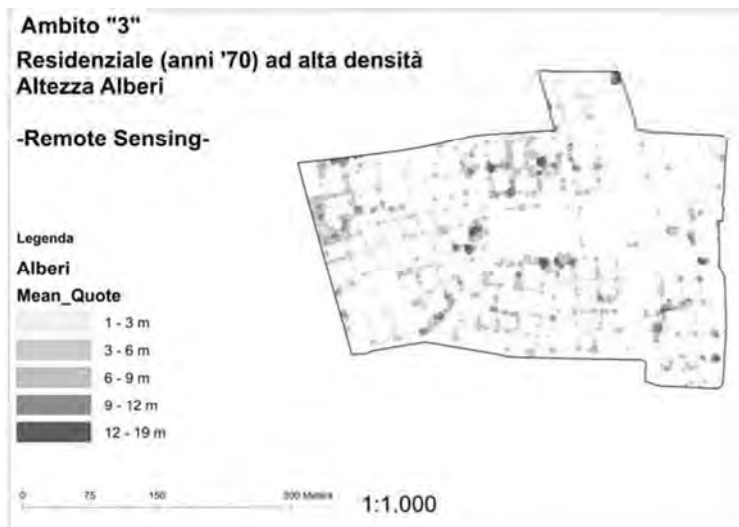 Ambito "3"
Residenziale (anni '70) ad alta densità
Altezza Alberi
-Remote Sensing-
Legenda
Alberi
Mean_Quote
1 - 3 m
3 - 6 m
6 - 9 m
9 - 12 m
12 - 19 m
0 75 150 300 Meters
1:1.000